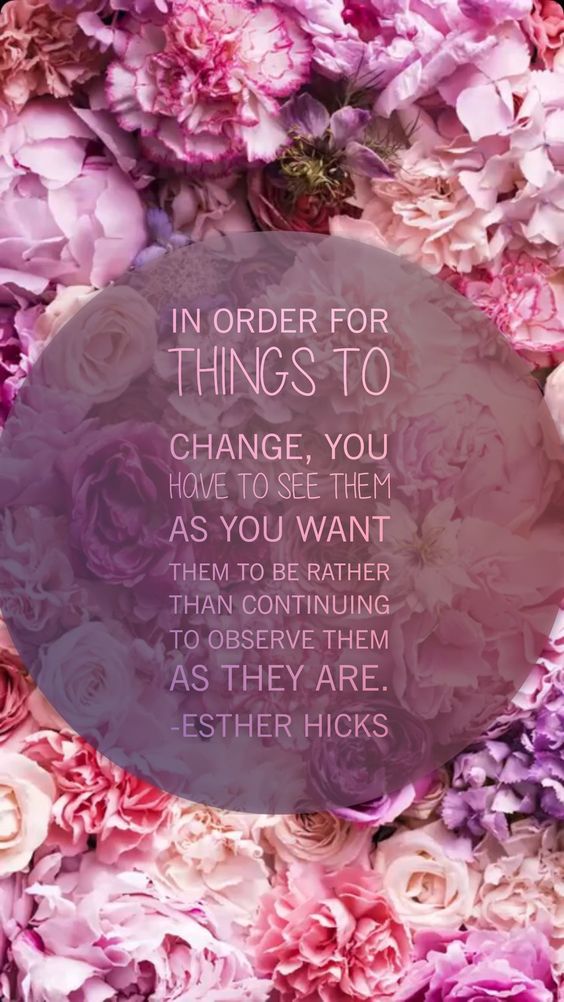 IN ORDER FOR
THINGS TO
CHANGE, YOU
HAVE TO SEE THEM
AS YOU WANT
THEM TO BE RATHER
THAN CONTINUING
TO OBSERVE THEM
AS THEY ARE.
-ESTHER HICKS